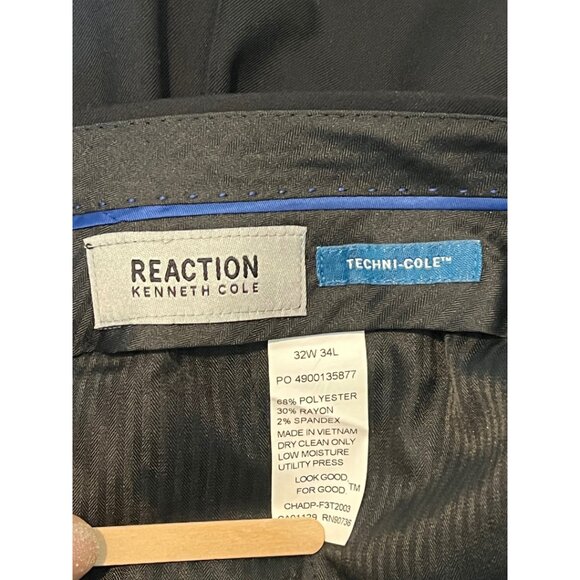 REACTION
KENNETH COLE
TECHNI-COLE™
32W 34L
PO 4900135877
68% POLYESTER
30% RAYON
2% SPANDEX
MADE IN VIETNAM
DRY CLEAN ONLY
LOW MOISTURE
UTILITY PRESS
LOOK GOOD,
FOR GOOD.™
CHADP-F3T2003
RN90736